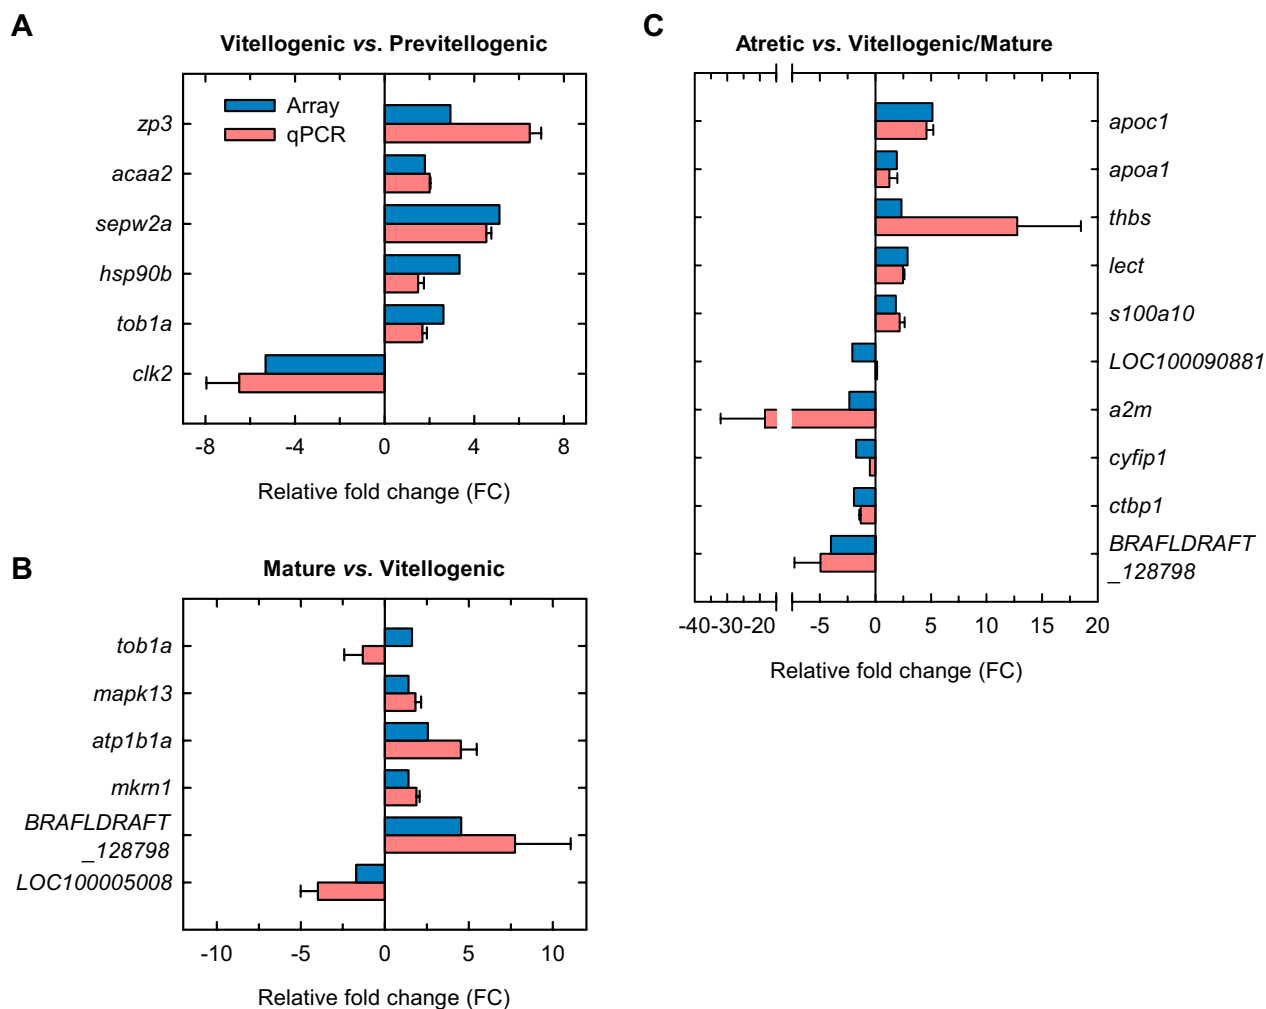 A
Vitellogenic vs. Previtellogenic
Array
qPCR
zp3
acaa2
sepw2a
hsp90b
tob1a
clk2
-8 -4 0 4 8
Relative fold change (FC)
B
Mature vs. Vitellogenic
tob1a
mapk13
atp1b1a
mkrn1
BRAFLDRAFT
_128798
LOC100005008
-10 -5 0 5 10
Relative fold change (FC)
C
Atretic vs. Vitellogenic/Mature
apoc1
apoa1
thbs
lect
s100a10
LOC100090881
a2m
cyfip1
ctbp1
BRAFLDRAFT
_128798
-40-30-20 -5 0 5 10 15 20
Relative fold change (FC)